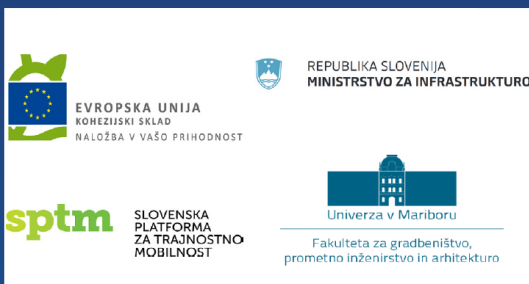 EVROPSKA UNIJA
KOHEZIJSKI SKLAD
NALOŽBA V VAŠO PRIHODNOST
REPUBLIKA SLOVENIJA
MINISTRSTVO ZA INFRASTRUKTURO
sptm
SLOVENSKA
PLATFORMA
ZA TRAJNOSTNO
MOBILNOST
Univerza v Mariboru
Fakulteta za gradbeništvo,
prometno inženirstvo in arhitekturo